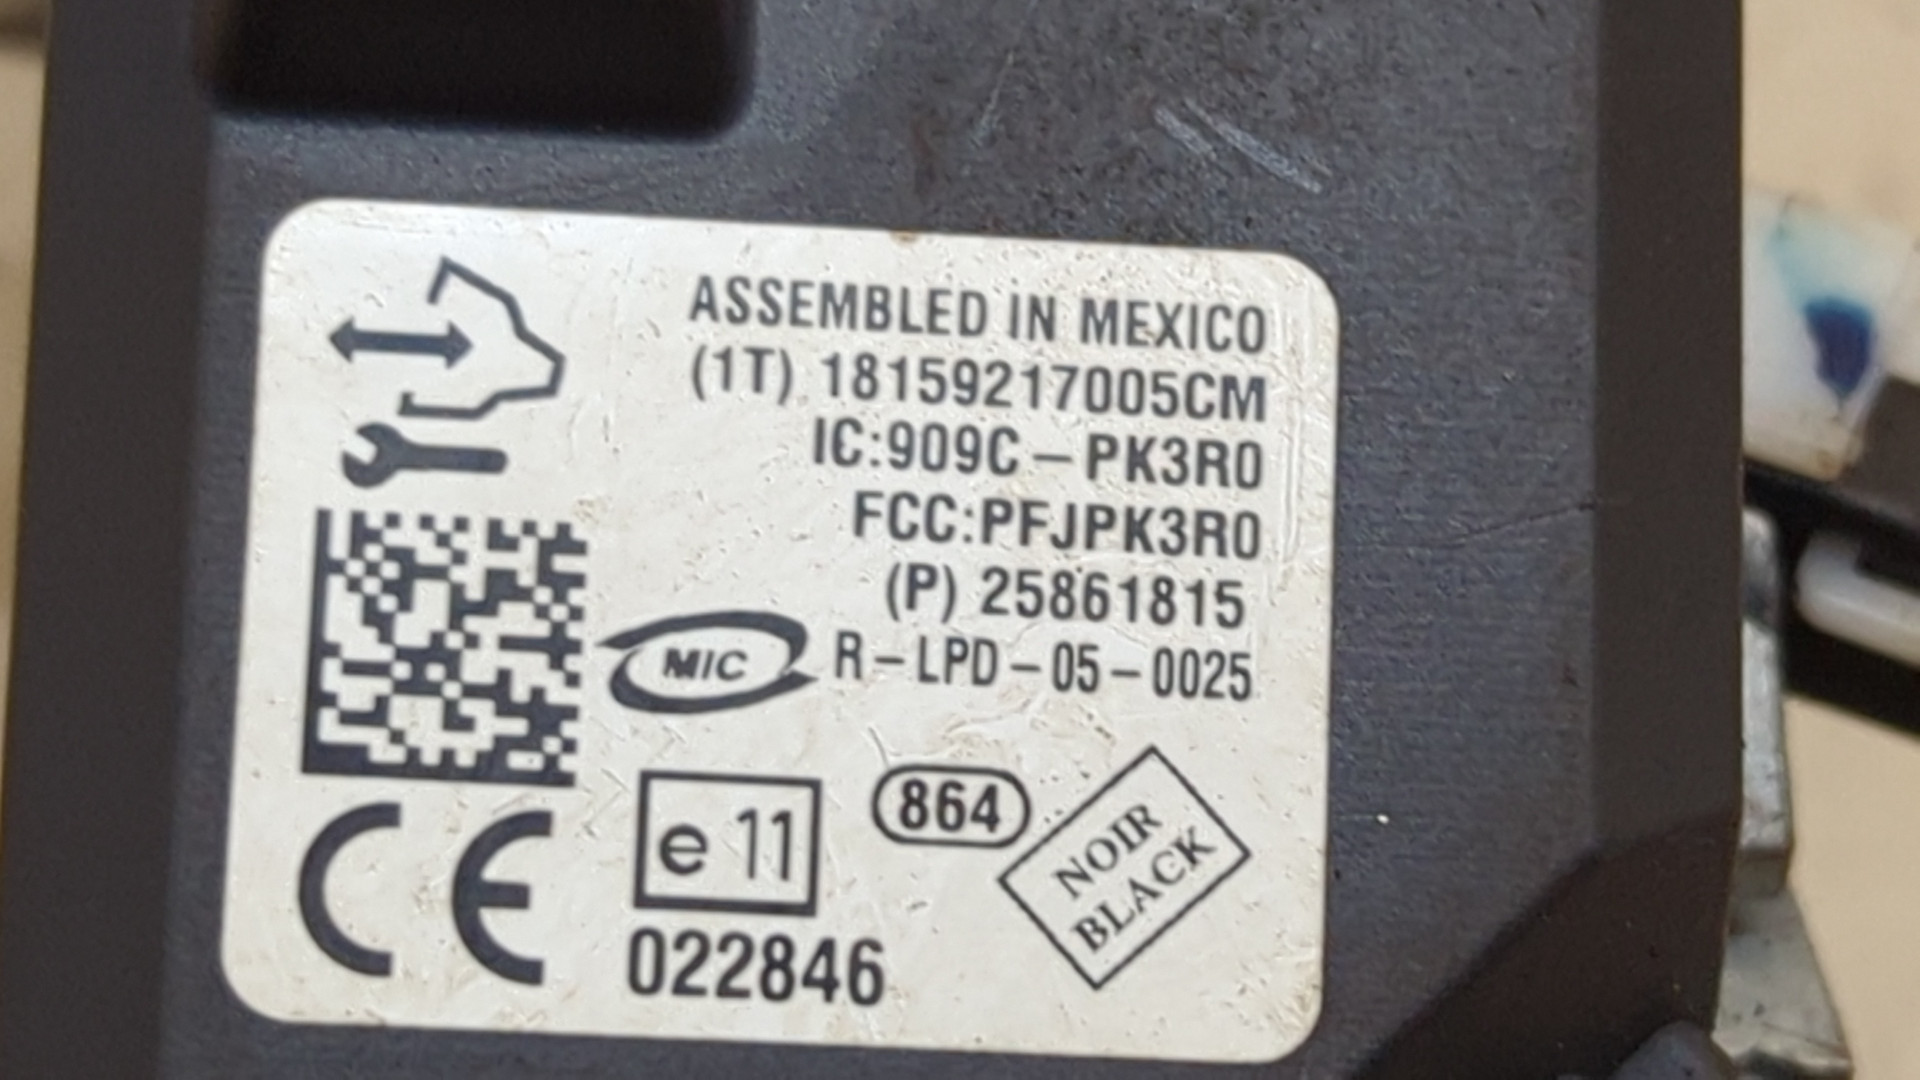 ASSEMBLED IN MEXICO
(1T) 18159217005CM
IC:909C – PK3R0
FCC:PFJPK3R0
(P) 25861815
MIC R – LPD – 05 – 0025
CE
e 11
864
NOIR
BLACK
022846